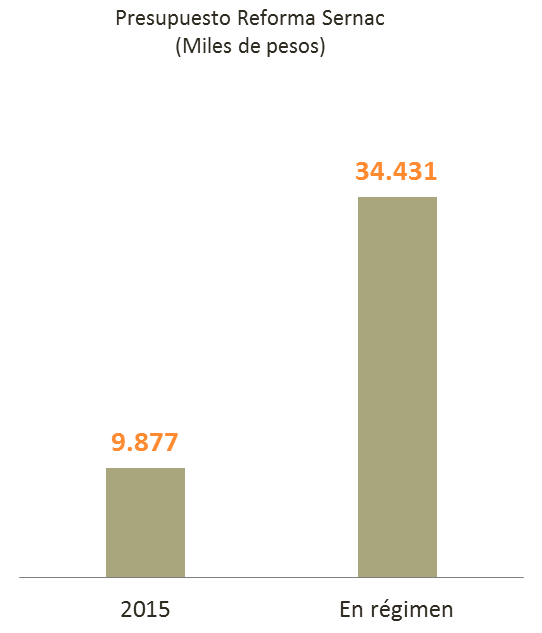 Presupuesto Reforma Sernac
(Miles de pesos)
34.431
9.877
2015
En régimen